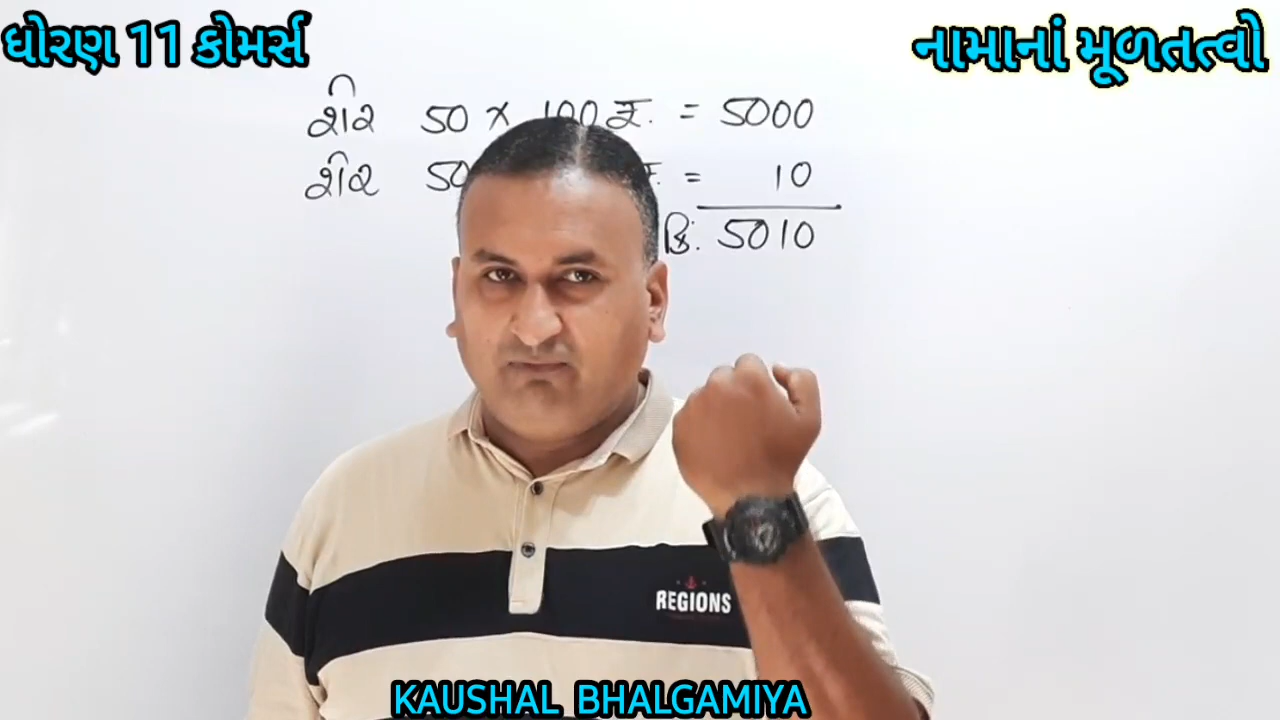 ધોરણ 11 કોમર્સ
નામાનાં મૂળતત્વો
શેર 50 × 100 ₹. = 5000
શેર 50 = 10
કિં. 5010
REGIONS
KAUSHAL BHALGAMIYA